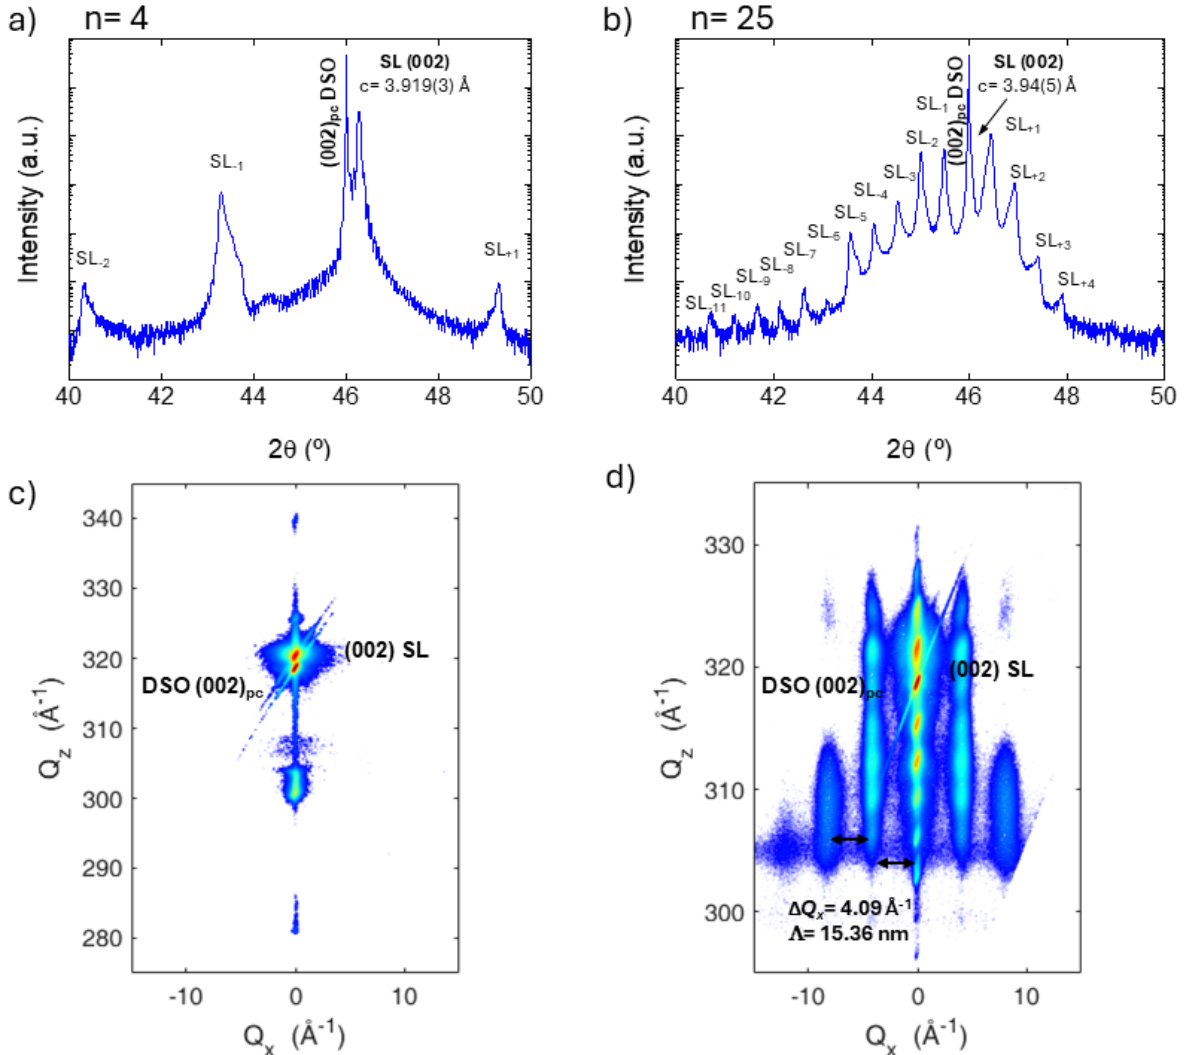 a)
n= 4
(002)pc DSO
SL (002)
c= 3.919(3) Å
SL-1
SL-2
SL+1
Intensity (a.u.)
40 42 44 46 48 50
2θ (º)
b)
n= 25
(002)pc DSO
SL (002)
c= 3.94(5) Å
SL-1
SL+1
SL-2
SL+2
SL-3
SL-4
SL-5
SL-6
SL-7
SL-8
SL-9
SL-10
SL-11
SL+3
SL+4
Intensity (a.u.)
40 42 44 46 48 50
2θ (º)
c)
340
330
320
310
300
290
280
(002) SL
DSO (002)pc
Qz (Å-1)
-10 0 10
Qx (Å-1)
d)
330
320
310
300
(002) SL
DSO (002)pc
ΔQx= 4.09 Å-1
Λ= 15.36 nm
Qz (Å-1)
-10 0 10
Qx (Å-1)